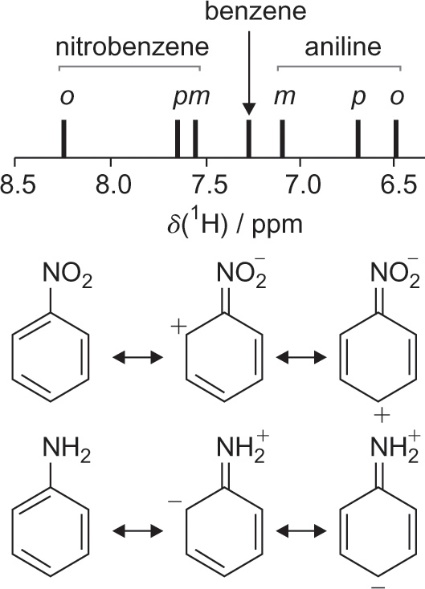 benzene
nitrobenzene aniline
o p m m p o
8.5 8.0 7.5 7.0 6.5
δ(¹H) / ppm
NO₂ NO₂⁻ NO₂⁻
+
+
NH₂ NH₂⁺ NH₂⁺
−
−